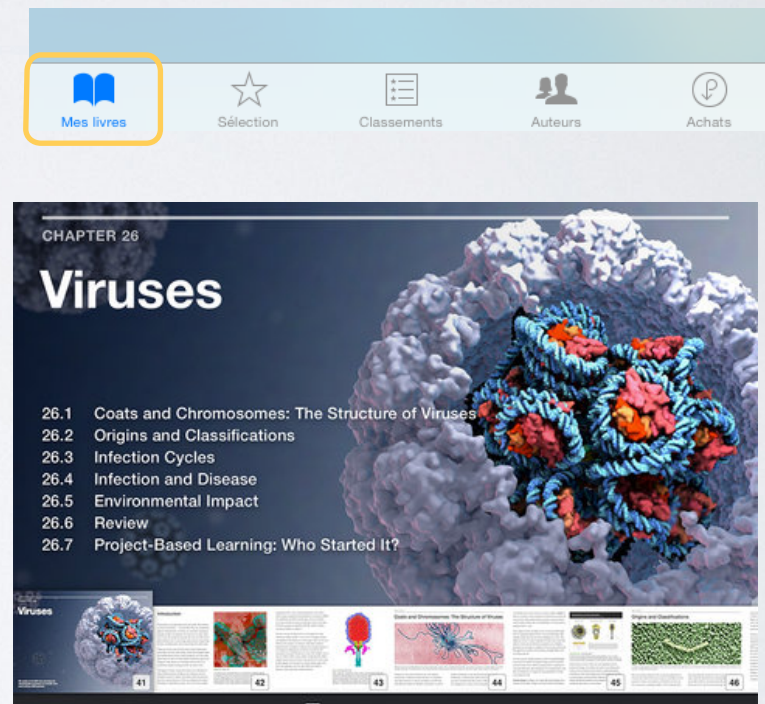 Mes livres
Sélection
Classements
Auteurs
Achats
CHAPTER 26
Viruses
26.1 Coats and Chromosomes: The Structure of Viruses
26.2 Origins and Classifications
26.3 Infection Cycles
26.4 Infection and Disease
26.5 Environmental Impact
26.6 Review
26.7 Project-Based Learning: Who Started It?
Viruses
Introduction
Coats and Chromosomes: The Structure of Viruses
Origins and Classifications
41
42
43
44
45
46